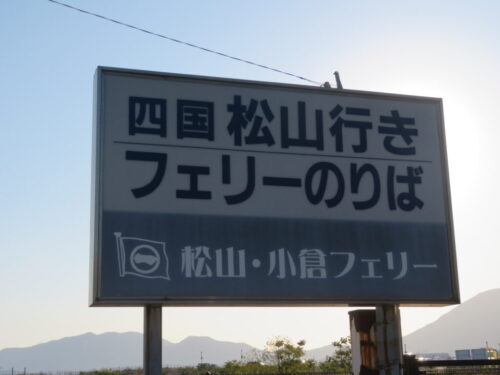 四国 松山行き
フェリーのりば
松山・小倉フェリー